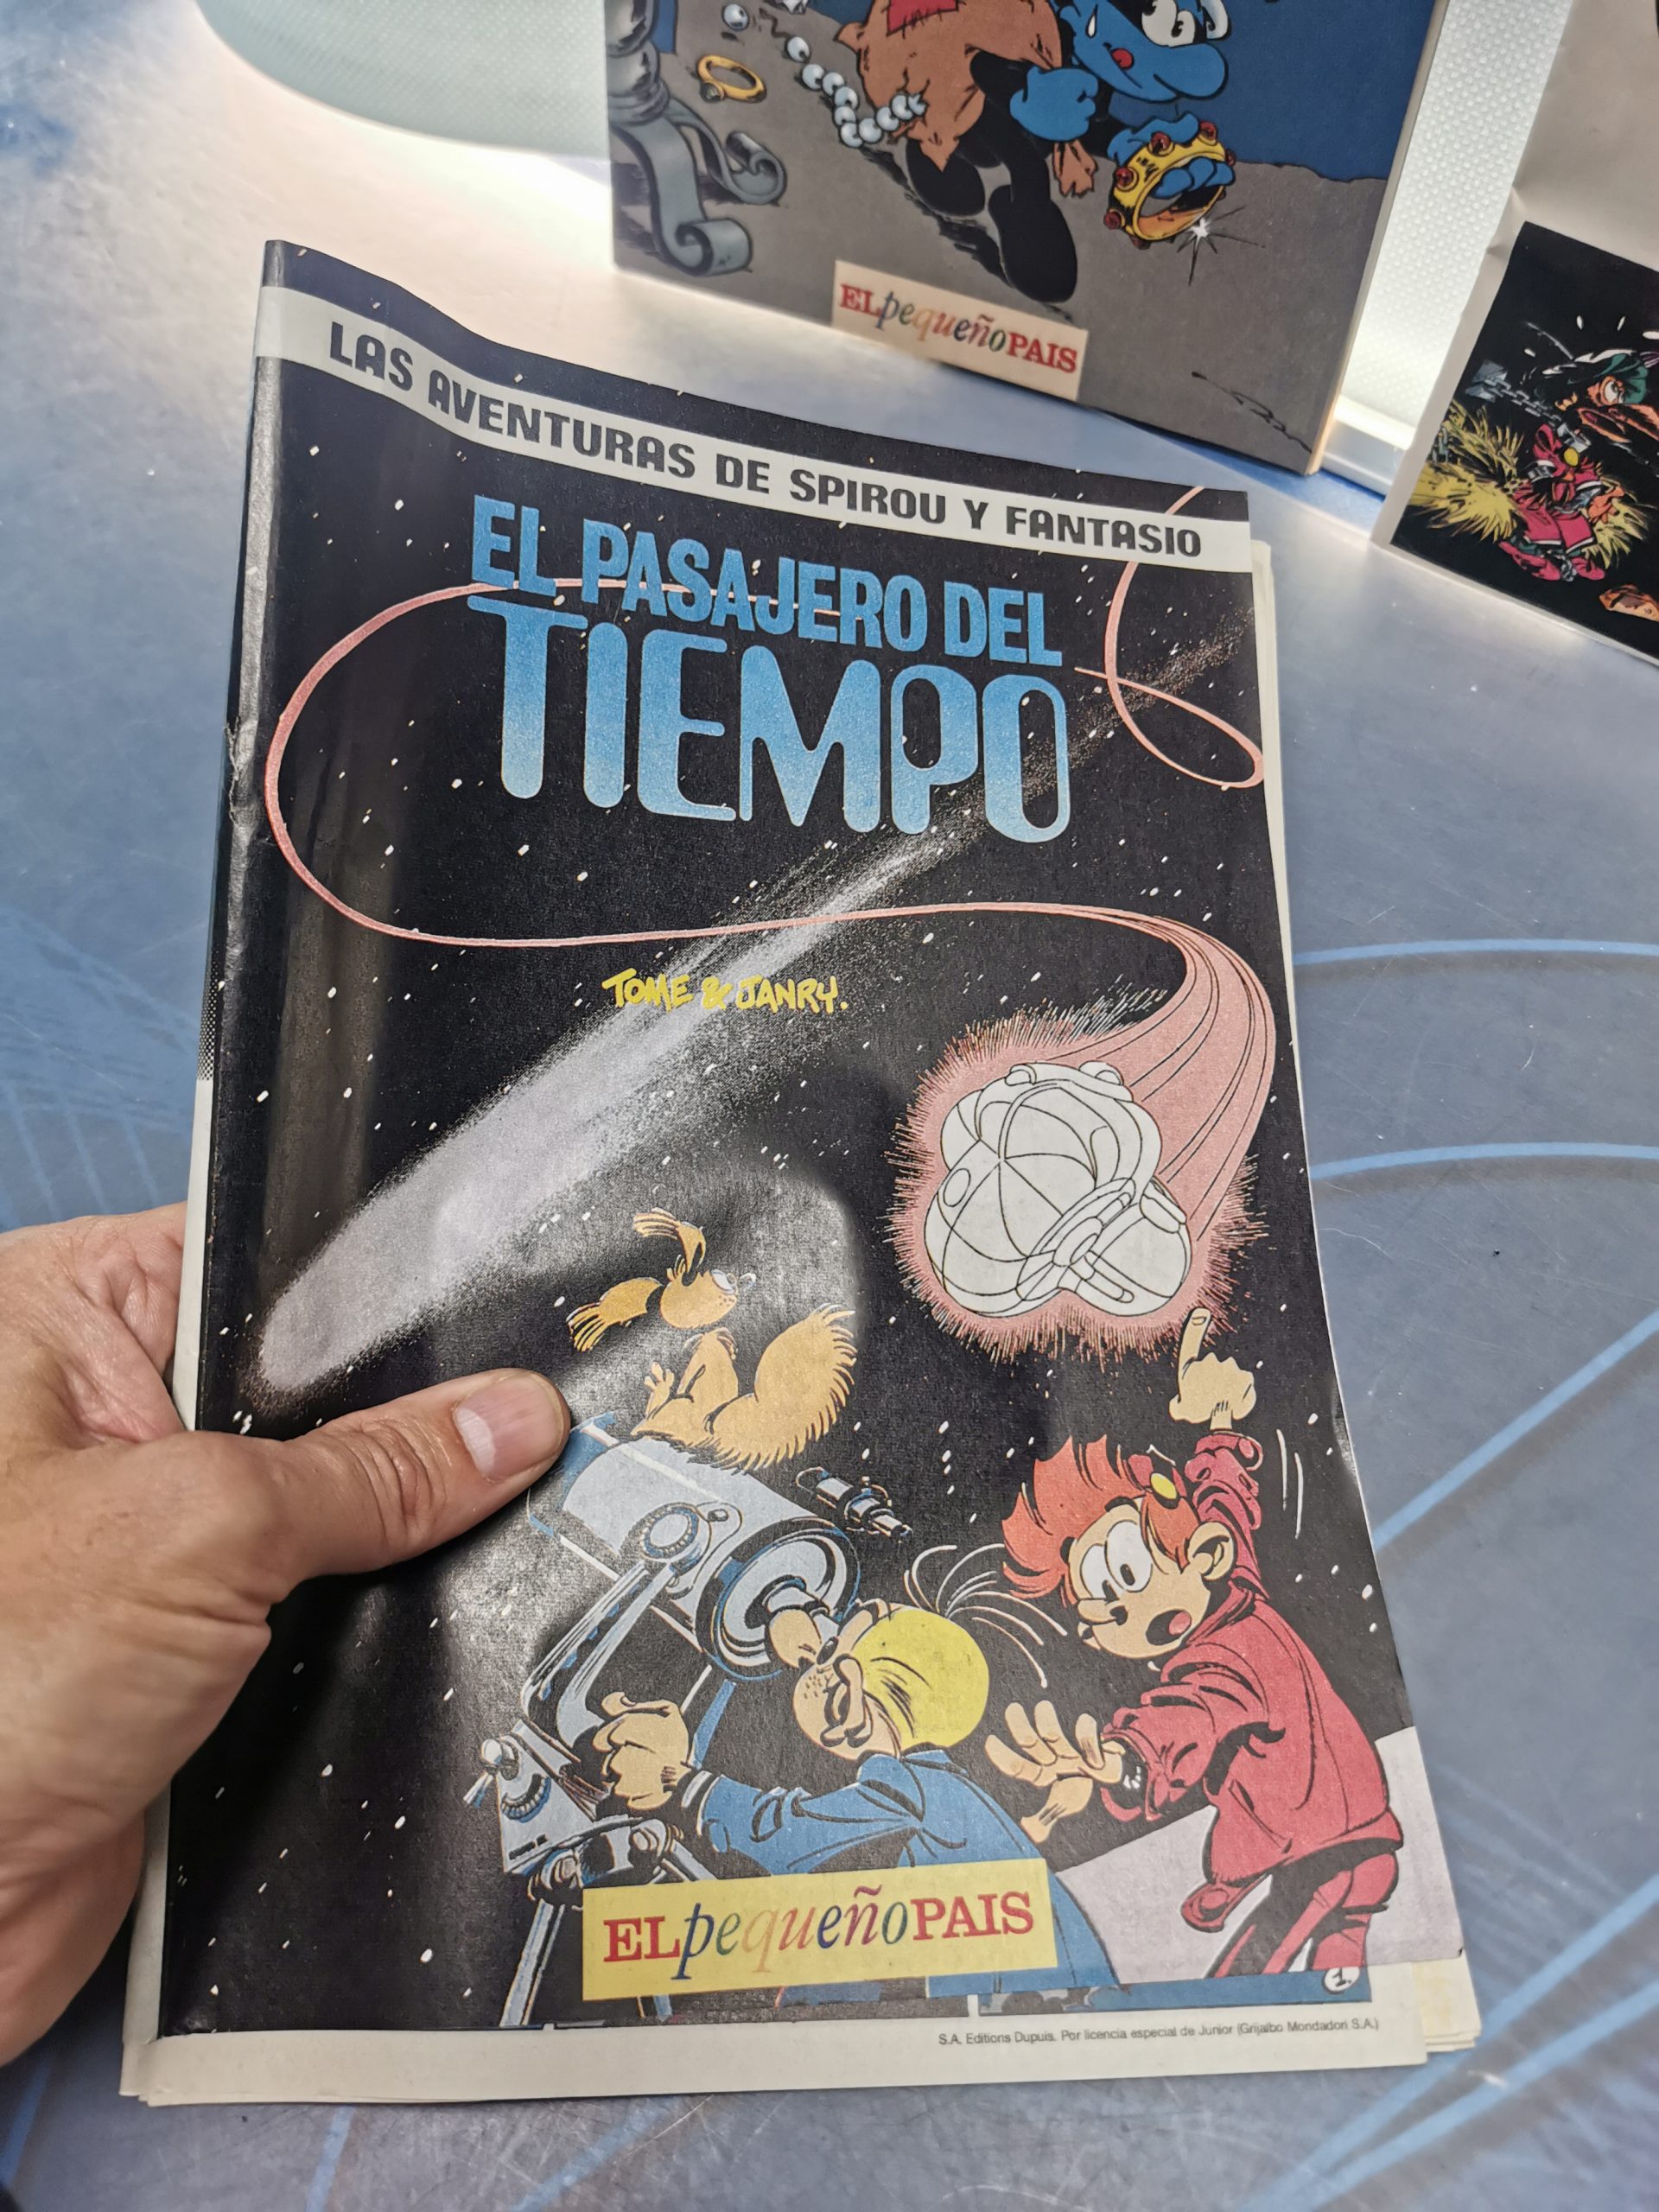 EL pequeño PAIS
LAS AVENTURAS DE SPIROU Y FANTASIO
EL PASAJERO DEL
TIEMPO
TOME & JANRY.
EL pequeño PAIS
1.
S.A. Editions Dupuis. Por licencia especial de Junior (Grijalbo Mondadori S.A.)